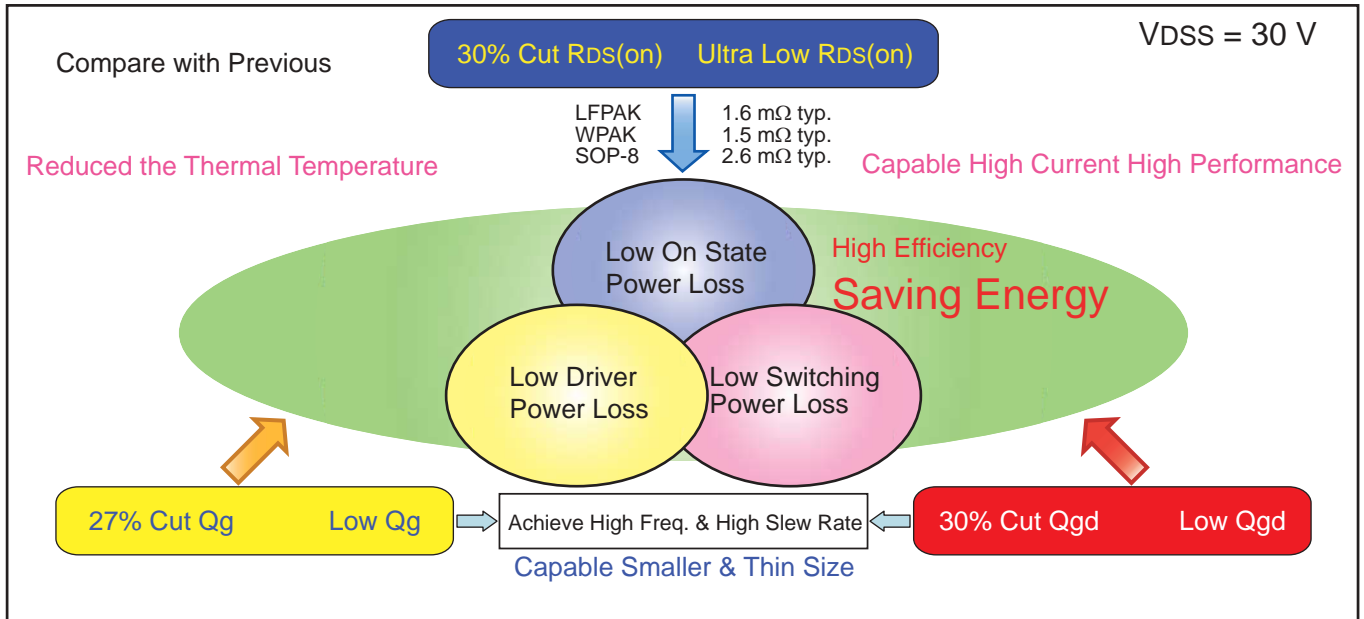 VDSS = 30 V
Compare with Previous
30% Cut RDS(on) Ultra Low RDS(on)
LFPAK 1.6 mΩ typ.
WPAK 1.5 mΩ typ.
SOP-8 2.6 mΩ typ.
Reduced the Thermal Temperature
Capable High Current High Performance
Low On State
Power Loss
High Efficiency
Saving Energy
Low Driver
Power Loss
Low Switching
Power Loss
27% Cut Qg Low Qg
Achieve High Freq. & High Slew Rate
30% Cut Qgd Low Qgd
Capable Smaller & Thin Size